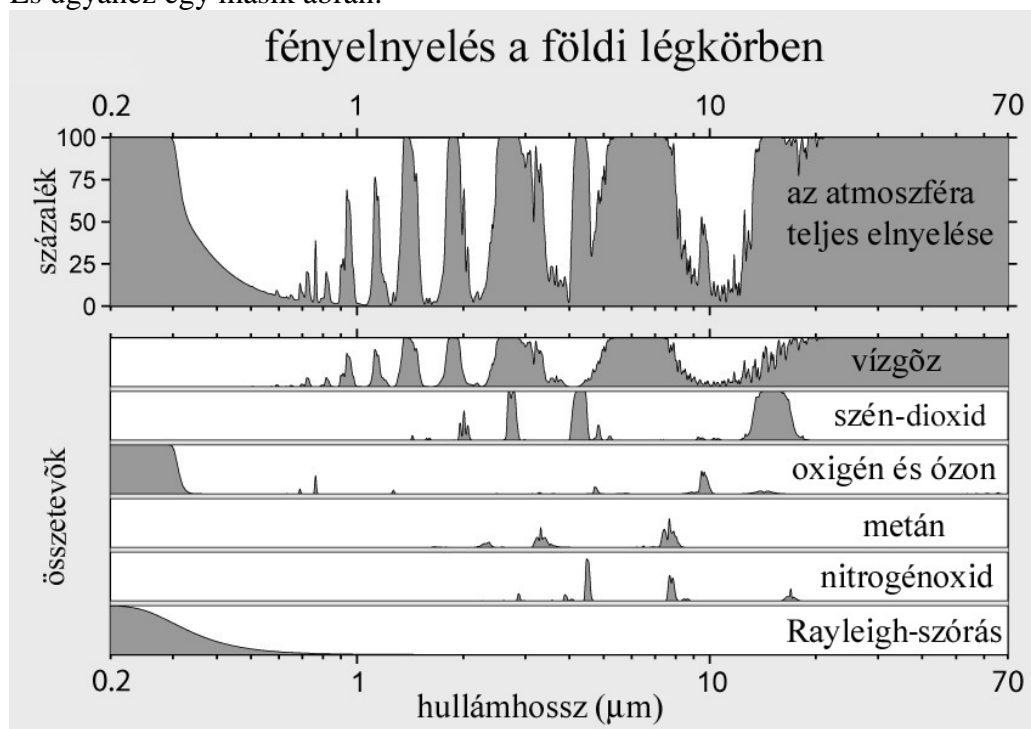 És ugyanez egy másik ábrán:
fényelnyelés a földi légkörben
0.2 1 10 70
100
75
50
25
0
százalék
az atmoszféra
teljes elnyelése
összetevõk
vízgõz
szén-dioxid
oxigén és ózon
metán
nitrogénoxid
Rayleigh-szórás
0.2 1 10 70
hullámhossz (μm)